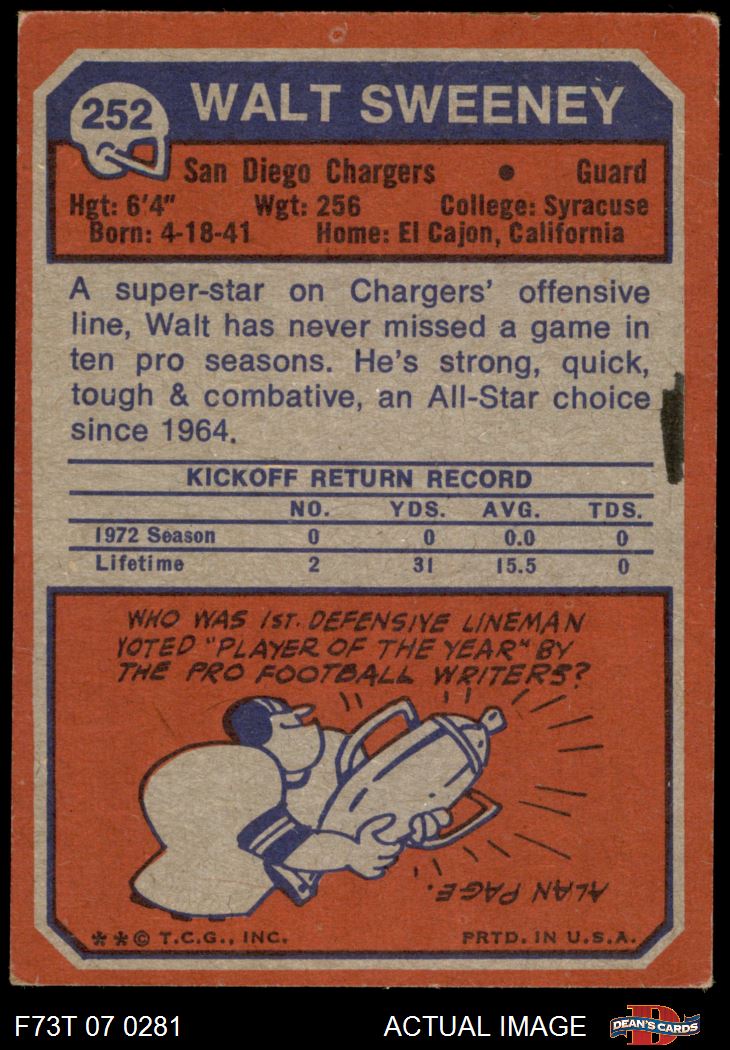 252
WALT SWEENEY
San Diego Chargers • Guard
Hgt: 6'4" Wgt: 256 College: Syracuse
Born: 4-18-41 Home: El Cajon, California
A super-star on Chargers' offensive
line, Walt has never missed a game in
ten pro seasons. He's strong, quick,
tough & combative, an All-Star choice
since 1964.
KICKOFF RETURN RECORD
NO. YDS. AVG. TDS.
1972 Season 0 0 0.0 0
Lifetime 2 31 15.5 0
WHO WAS 1ST. DEFENSIVE LINEMAN
VOTED "PLAYER OF THE YEAR" BY
THE PRO FOOTBALL WRITERS?
ALAN PAGE.
**© T.C.G., INC. PRTD. IN U.S.A.
F73T 07 0281 ACTUAL IMAGE
D
DEAN'S CARDS